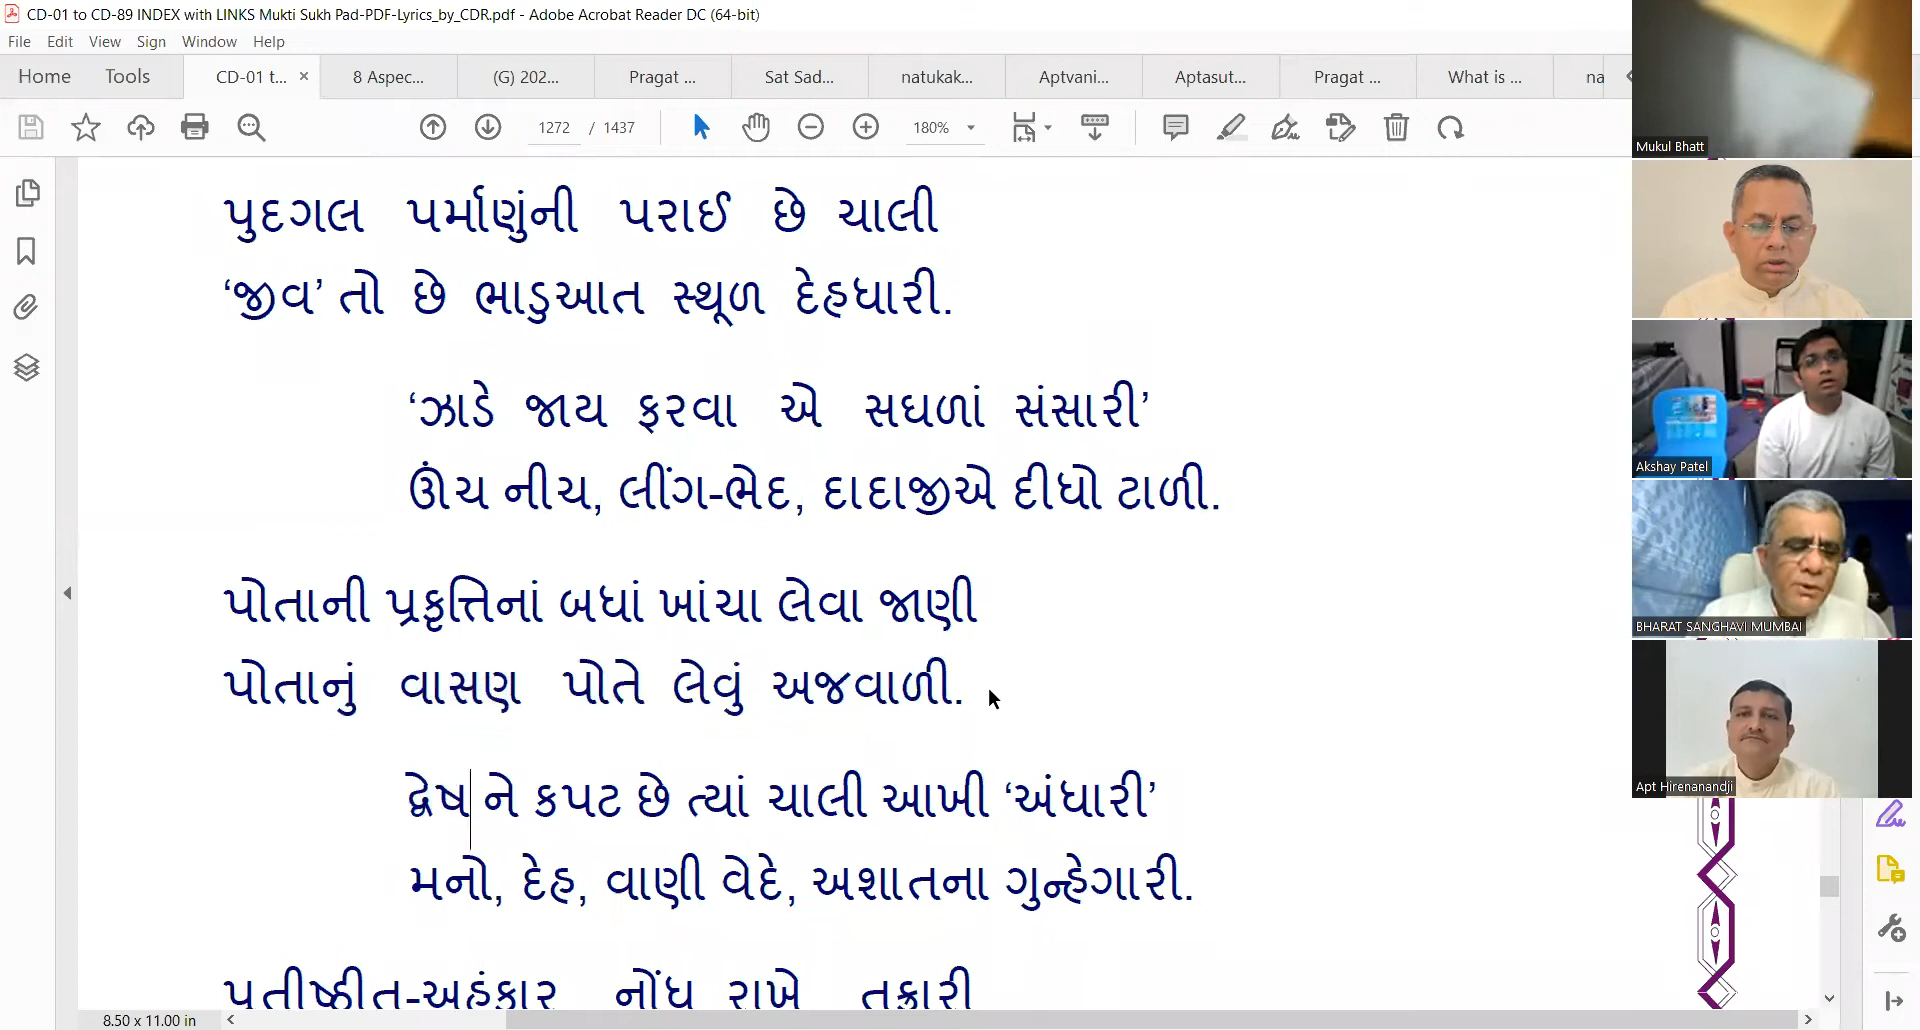 CD-01 to CD-89 INDEX with LINKS Mukti Sukh Pad-PDF-Lyrics_by_CDR.pdf - Adobe Acrobat Reader DC (64-bit)
File Edit View Sign Window Help
Home Tools CD-01 t... × 8 Aspec... (G) 202... Pragat ... Sat Sad... natukak... Aptvani... Aptasut... Pragat ... What is ... na
1272 / 1437 180%
Mukul Bhatt
પુદગલ પર્માણુંની પરાઈ છે ચાલી
‘જીવ’ તો છે ભાડુઆત સ્થૂળ દેહધારી.
‘ઝાડે જાય ફરવા એ સઘળાં સંસારી’
Akshay Patel
ઊંચ નીચ, લીંગ-ભેદ, દાદાજીએ દીધો ટાળી.
પોતાની પ્રકૃત્તિનાં બધાં ખાંચા લેવા જાણી
BHARAT SANGHAVI MUMBAI
પોતાનું વાસણ પોતે લેવું અજવાળી.
Apt Hirenanandji
દ્વેષ ને કપટ છે ત્યાં ચાલી આખી ‘અંધારી’
મનો, દેહ, વાણી વેદે, અશાતના ગુન્હેગારી.
પ્રતીષ્ઠીત-અહંકાર નોંધ રાખે તક્રારી
8.50 x 11.00 in